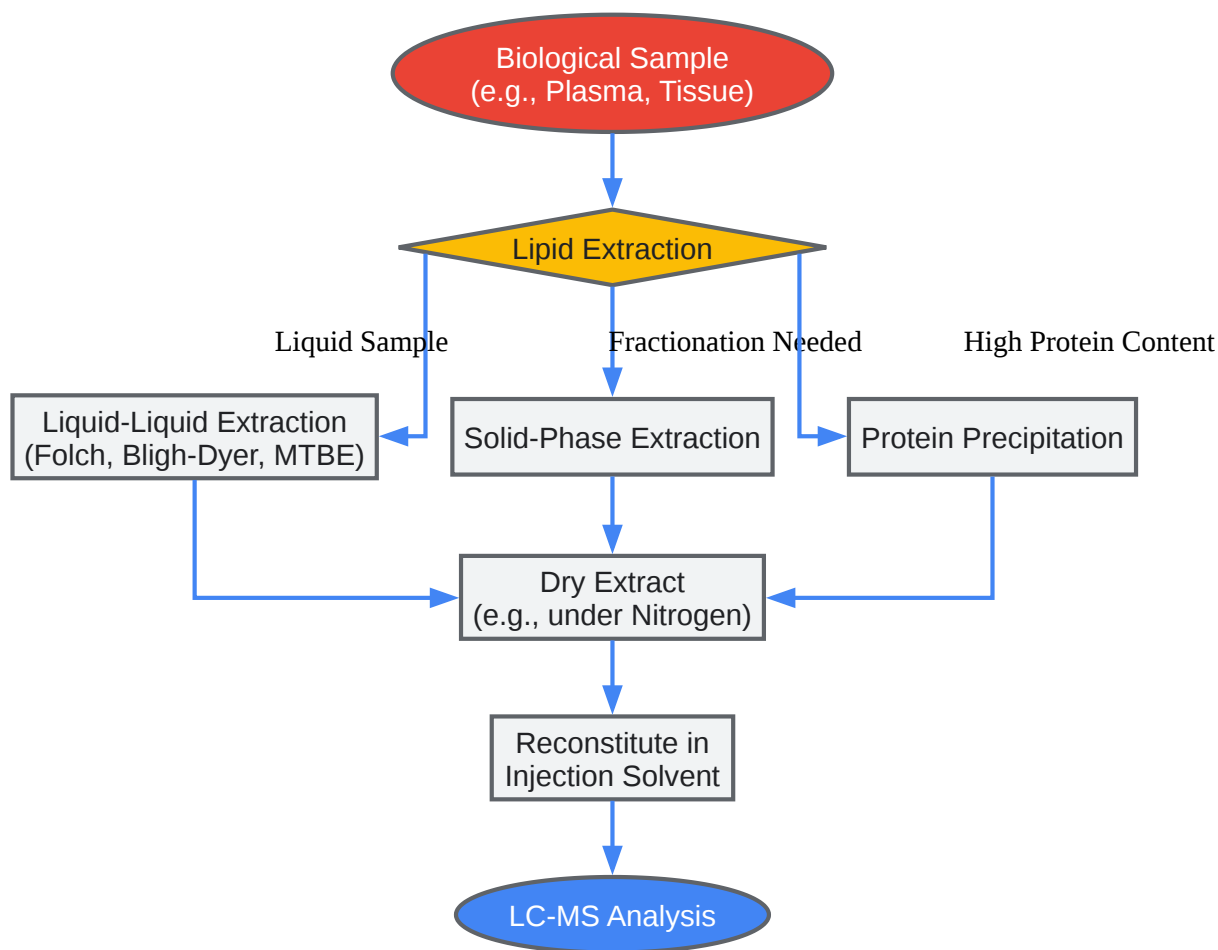 Biological Sample
(e.g., Plasma, Tissue)
Lipid Extraction
Liquid Sample
Fractionation Needed
High Protein Content
Liquid-Liquid Extraction
(Folch, Bligh-Dyer, MTBE)
Solid-Phase Extraction
Protein Precipitation
Dry Extract
(e.g., under Nitrogen)
Reconstitute in
Injection Solvent
LC-MS Analysis